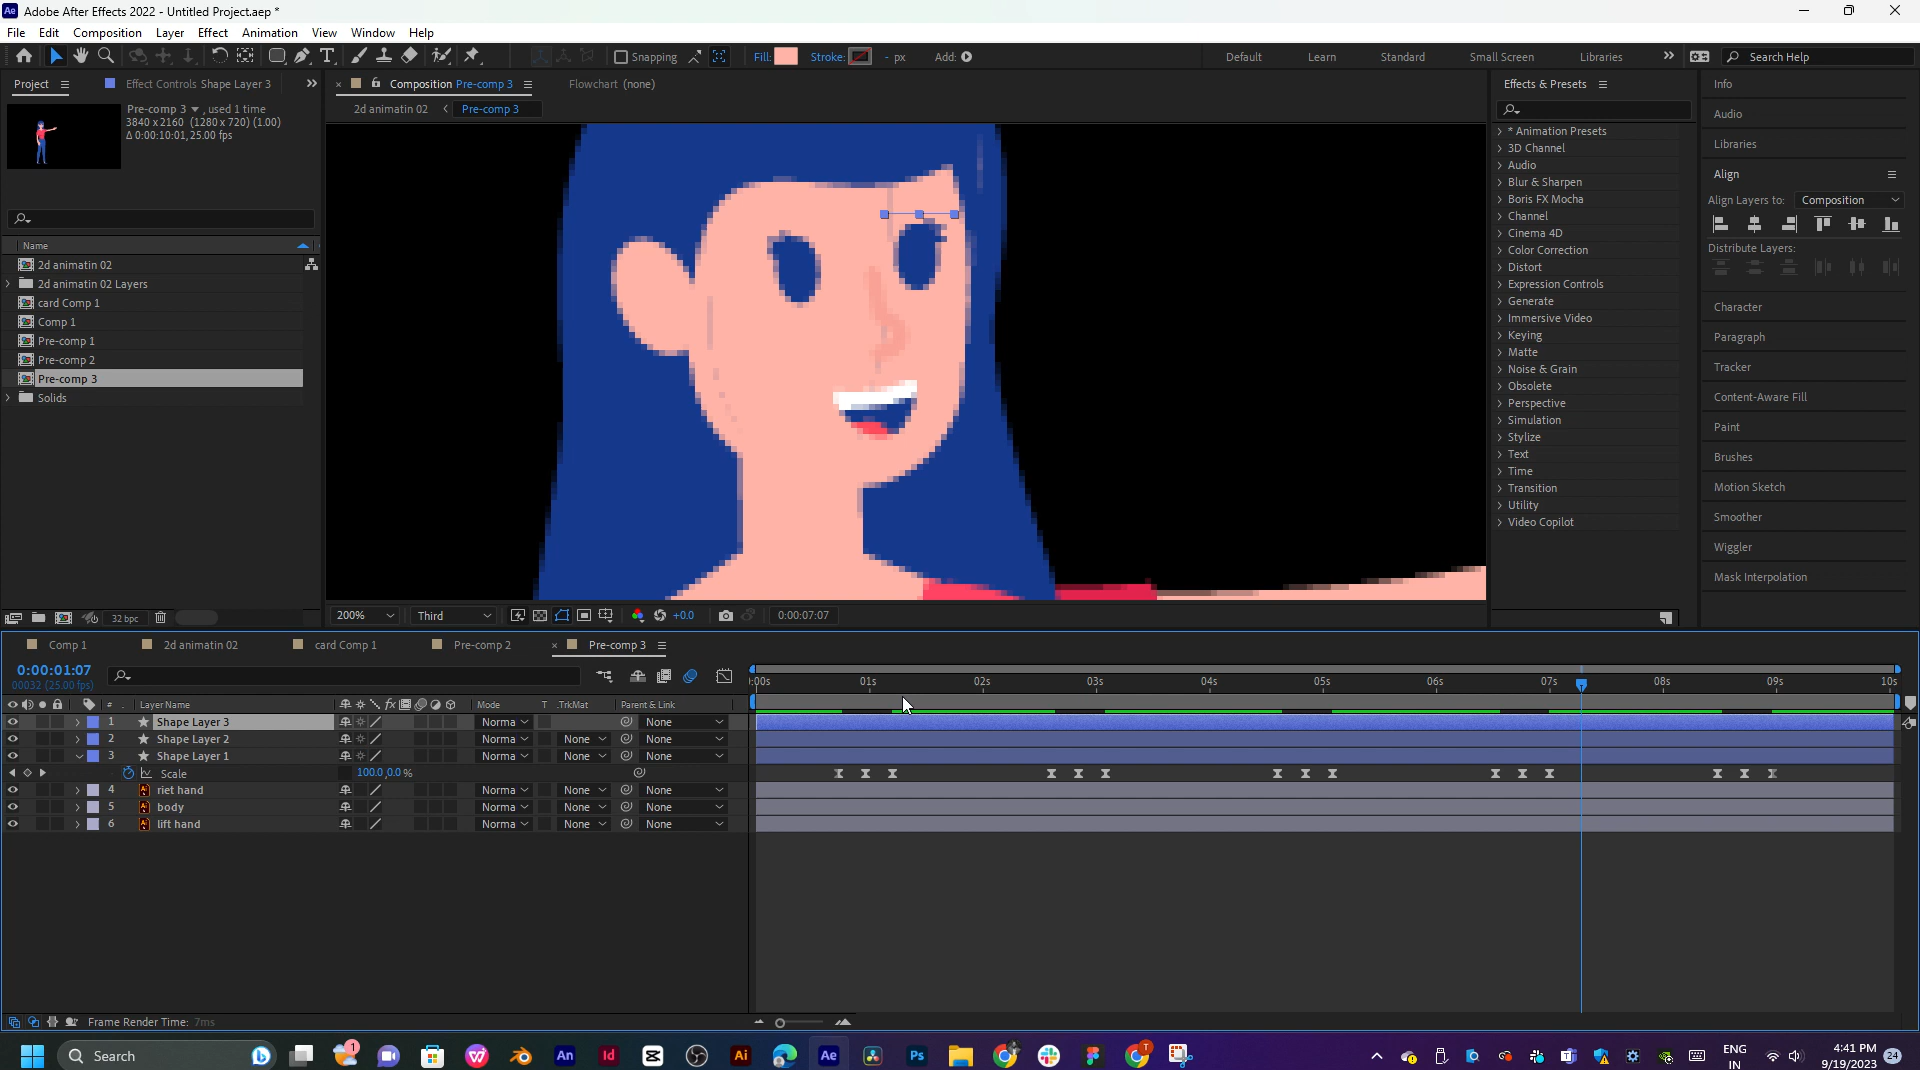 Adobe After Effects 2022 - Untitled Project.aep *
File Edit Composition Layer Effect Animation View Window Help
Snapping Fill: Stroke: - px Add: Default Learn Standard Small Screen Libraries Search Help
Project Effect Controls Shape Layer 3 Composition Pre-comp 3 Flowchart (none)
2d animatin 02 Pre-comp 3
Pre-comp 3 , used 1 time
3840 x 2160 (1280 x 720) (1.00)
Δ 0:00:10:01, 25.00 fps
Name
2d animatin 02
2d animatin 02 Layers
card Comp 1
Comp 1
Pre-comp 1
Pre-comp 2
Pre-comp 3
Solids
32 bpc
200% Third +0.0 0:00:07:07
Effects & Presets
* Animation Presets
3D Channel
Audio
Blur & Sharpen
Boris FX Mocha
Channel
Cinema 4D
Color Correction
Distort
Expression Controls
Generate
Immersive Video
Keying
Matte
Noise & Grain
Obsolete
Perspective
Simulation
Stylize
Text
Time
Transition
Utility
Video Copilot
Info
Audio
Libraries
Align
Align Layers to: Composition
Distribute Layers:
Character
Paragraph
Tracker
Content-Aware Fill
Paint
Brushes
Motion Sketch
Smoother
Wiggler
Mask Interpolation
Comp 1 2d animatin 02 card Comp 1 Pre-comp 2 Pre-comp 3
0:00:01:07
00032 (25.00 fps)
:00s 01s 02s 03s 04s 05s 06s 07s 08s 09s 10s
# Layer Name fx Mode T .TrkMat Parent & Link
1 Shape Layer 3 Norma None
2 Shape Layer 2 Norma None None
3 Shape Layer 1 Norma None None
Scale 100.0,0.0 %
4 riet hand Norma None None
5 body Norma None None
6 lift hand Norma None None
Frame Render Time: 7ms
Search
ENG
IN
4:41 PM
9/19/2023
24